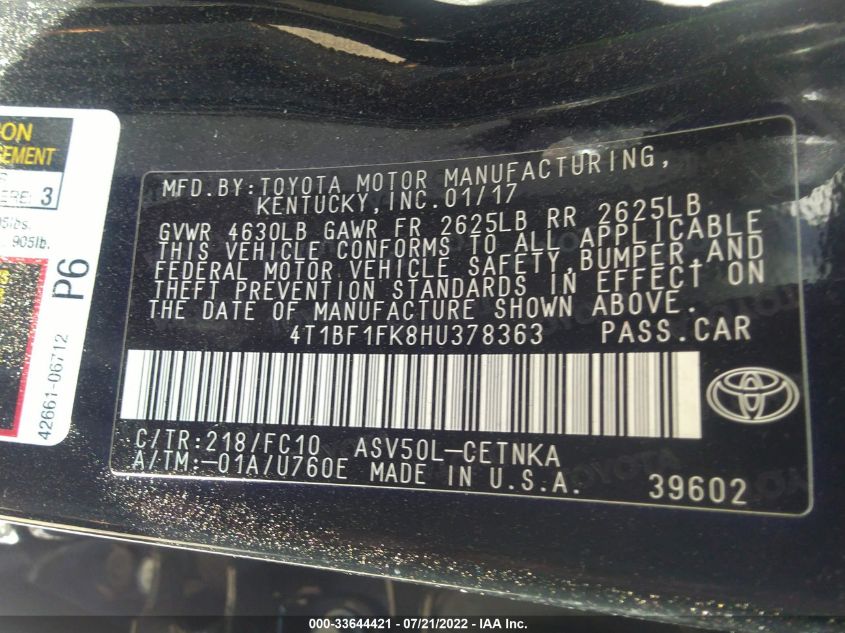 ON
GEMENT
3
5lbs.
905lb.
P6
42661-06712
MFD.BY:TOYOTA MOTOR MANUFACTURING,
KENTUCKY,INC.01/17
GVWR 4630LB GAWR FR 2625LB RR 2625LB
THIS VEHICLE CONFORMS TO ALL APPLICABLE
FEDERAL MOTOR VEHICLE SAFETY,BUMPER,AND
THEFT PREVENTION STANDARDS IN EFFECT ON
THE DATE OF MANUFACTURE SHOWN ABOVE.
4T1BF1FK8HU378363 PASS.CAR
C/TR:218/FC10 ASV50L-CETNKA
A/TM:-01A/U760E MADE IN U.S.A. 39602
000-33644421 - 07/21/2022 - IAA Inc.